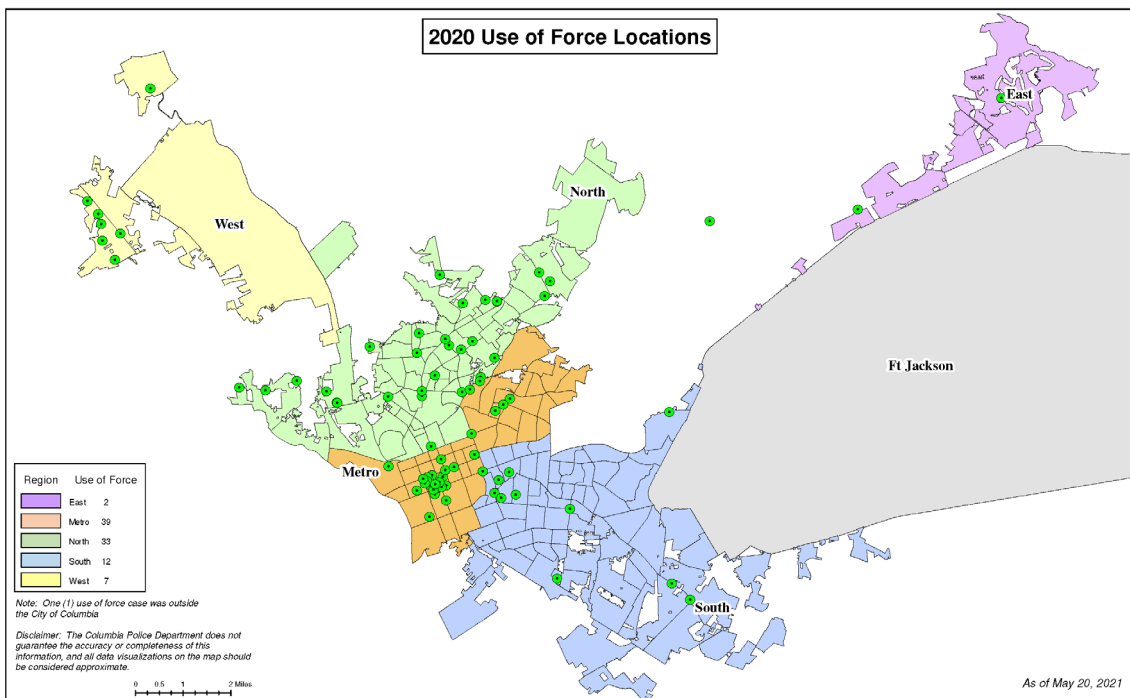 2020 Use of Force Locations
East
North
West
Ft Jackson
Metro
South
Region Use of Force
East 2
Metro 39
North 33
South 12
West 7
Note: One (1) use of force case was outside
the City of Columbia
Disclaimer: The Columbia Police Department does not
guarantee the accuracy or completeness of this
information, and all data visualizations on the map should
be considered approximate.
0 0.5 1 2 Miles
As of May 20, 2021